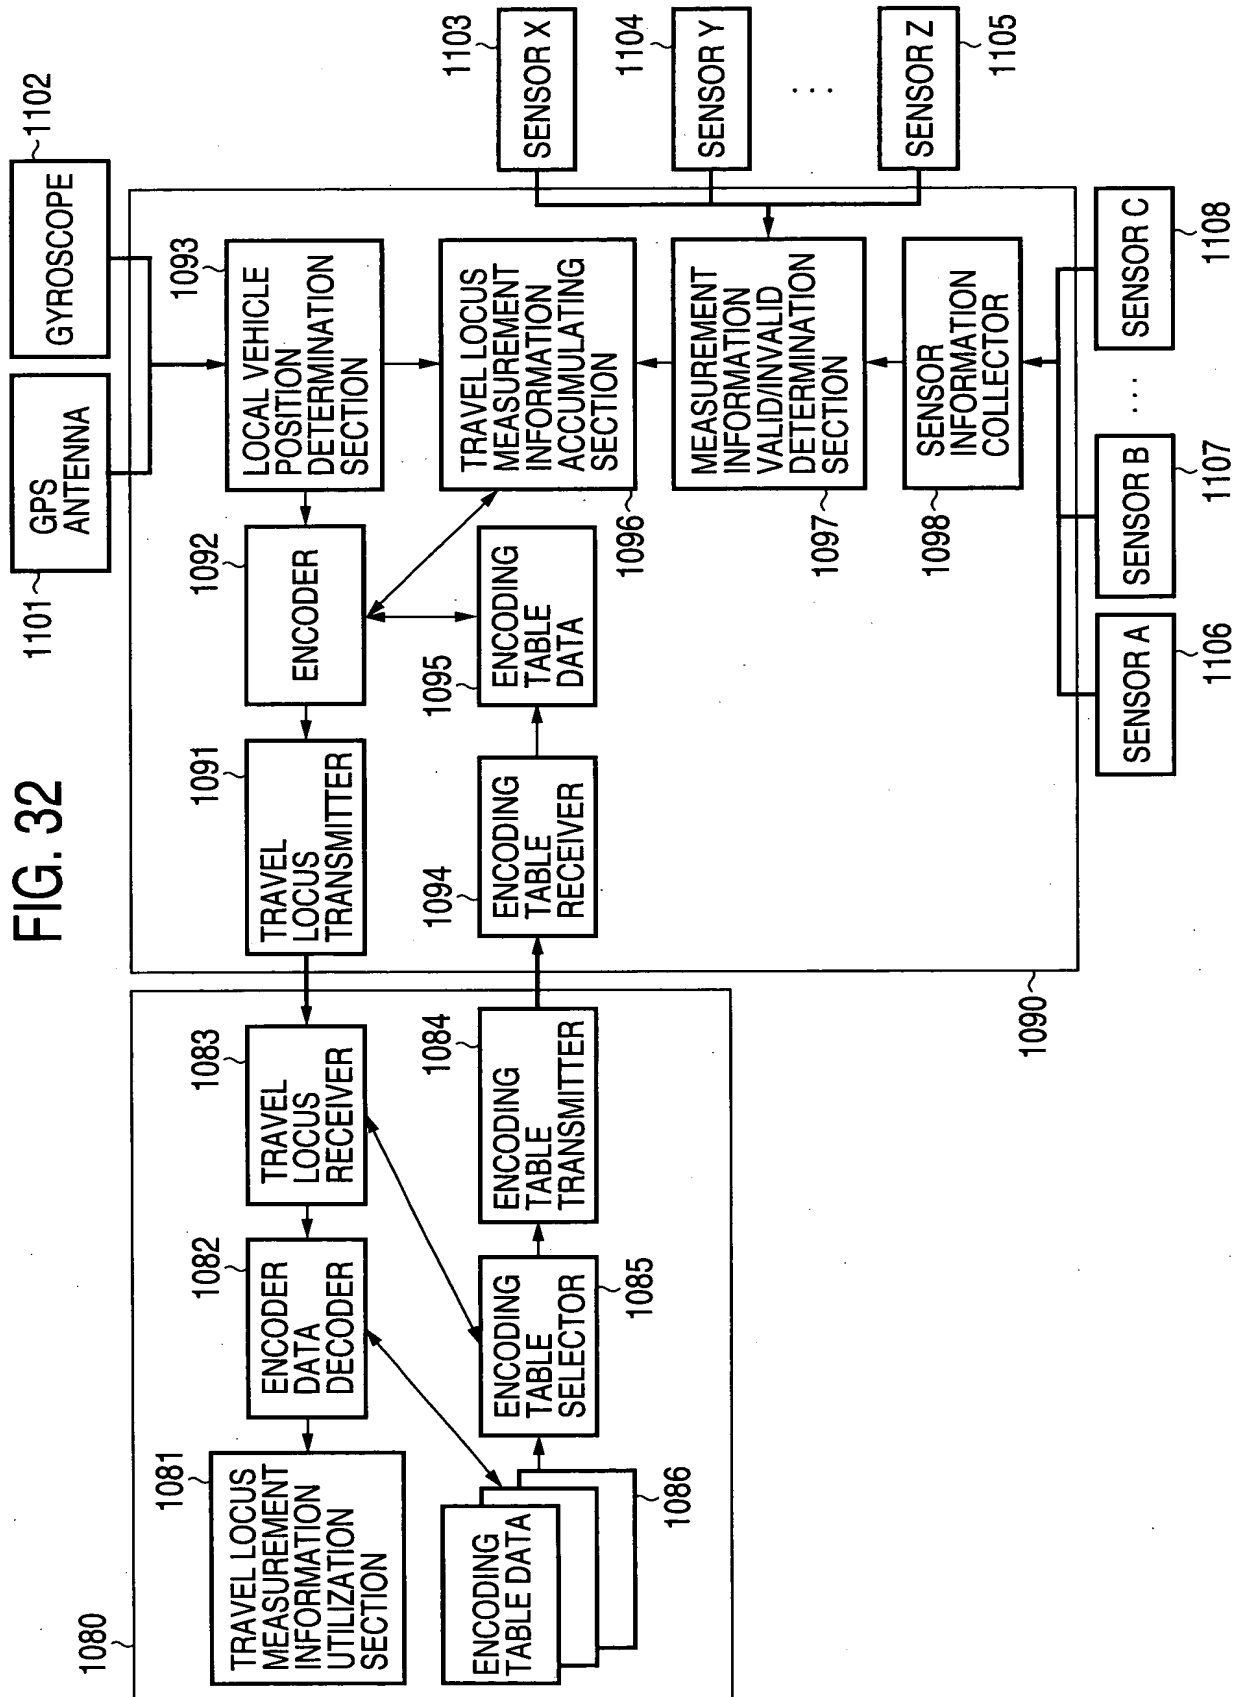 FIG. 32
1080
1081
TRAVEL LOCUS
MEASUREMENT
INFORMATION
UTILIZATION
SECTION
1082
ENCODER
DATA
DECODER
1083
TRAVEL
LOCUS
RECEIVER
ENCODING
TABLE DATA
1086
ENCODING
TABLE
SELECTOR
1085
1084
ENCODING
TABLE
TRANSMITTER
1090
1091
TRAVEL
LOCUS
TRANSMITTER
1092
ENCODER
1093
LOCAL VEHICLE
POSITION
DETERMINATION
SECTION
1094
ENCODING
TABLE
RECEIVER
1095
ENCODING
TABLE
DATA
TRAVEL LOCUS
MEASUREMENT
INFORMATION
ACCUMULATING
SECTION
1096
MEASUREMENT
INFORMATION
VALID/INVALID
DETERMINATION
SECTION
1097
SENSOR
INFORMATION
COLLECTOR
1098
1101
GPS
ANTENNA
1102
GYROSCOPE
1103
SENSOR X
1104
SENSOR Y
...
1105
SENSOR Z
SENSOR A
1106
SENSOR B
1107
...
SENSOR C
1108